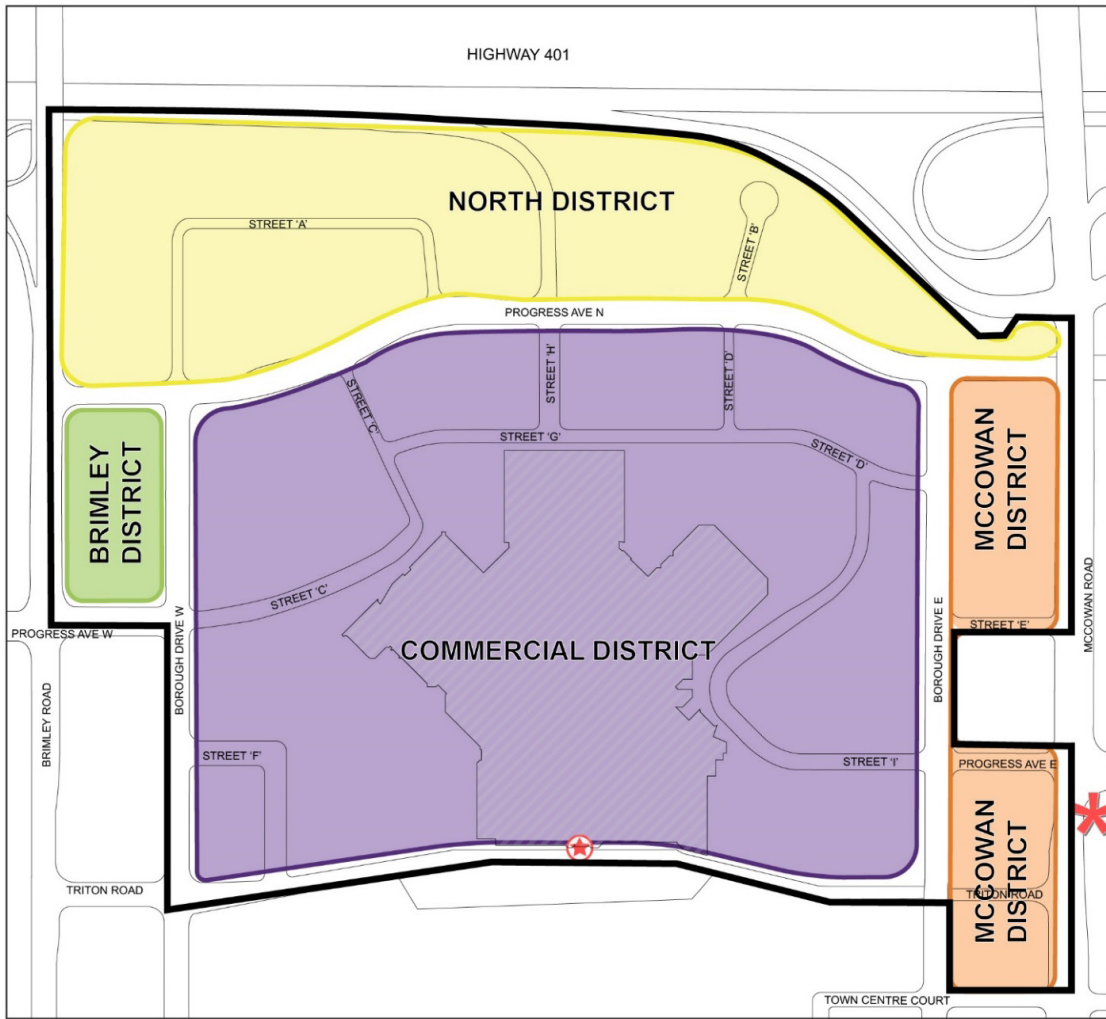 HIGHWAY 401
NORTH DISTRICT
STREET 'A'
STREET 'B'
PROGRESS AVE N
STREET 'H'
STREET 'D'
STREET 'C'
STREET 'G'
STREET 'D'
BRIMLEY
DISTRICT
MCCOWAN
DISTRICT
STREET 'C'
COMMERCIAL DISTRICT
STREET 'E'
PROGRESS AVE W
BOROUGH DRIVE W
BOROUGH DRIVE E
MCCOWAN ROAD
BRIMLEY ROAD
STREET 'F'
STREET 'I'
PROGRESS AVE E
MCCOWAN
DISTRICT
TRITON ROAD
TRITON ROAD
TOWN CENTRE COURT